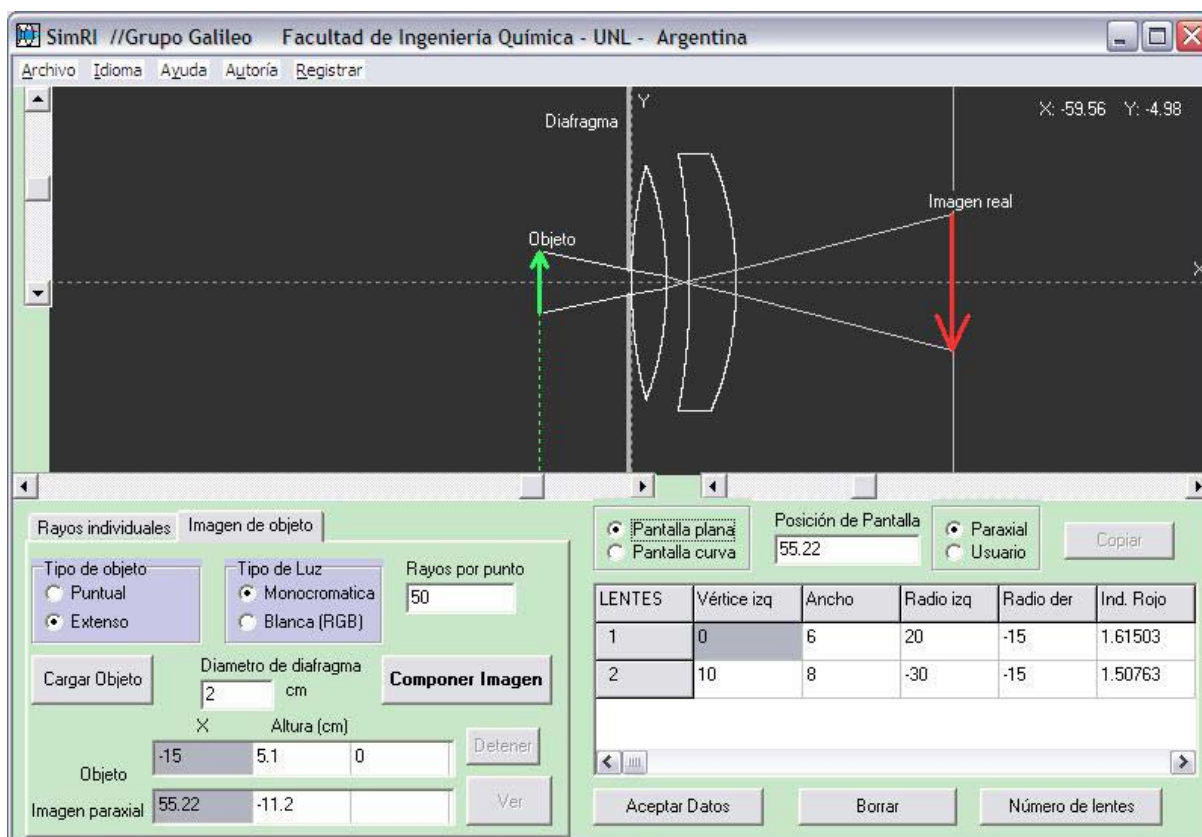 SimRI //Grupo Galileo Facultad de Ingeniería Química - UNL - Argentina
Archivo Idioma Ayuda Autoría Registrar
Diafragma
Y
X: -59.56 Y: -4.98
Objeto
Imagen real
X
Rayos individuales
Imagen de objeto
Tipo de objeto
Puntual
Extenso
Tipo de Luz
Monocromatica
Blanca (RGB)
Rayos por punto
50
Cargar Objeto
Diametro de diafragma
2 cm
Componer Imagen
X Altura (cm)
Objeto -15 5.1 0
Imagen paraxial 55.22 -11.2
Detener
Ver
Pantalla plana
Pantalla curva
Posición de Pantalla
55.22
Paraxial
Usuario
Copiar
LENTES Vértice izq Ancho Radio izq Radio der Ind. Rojo
1 0 6 20 -15 1.61503
2 10 8 -30 -15 1.50763
Aceptar Datos Borrar Número de lentes